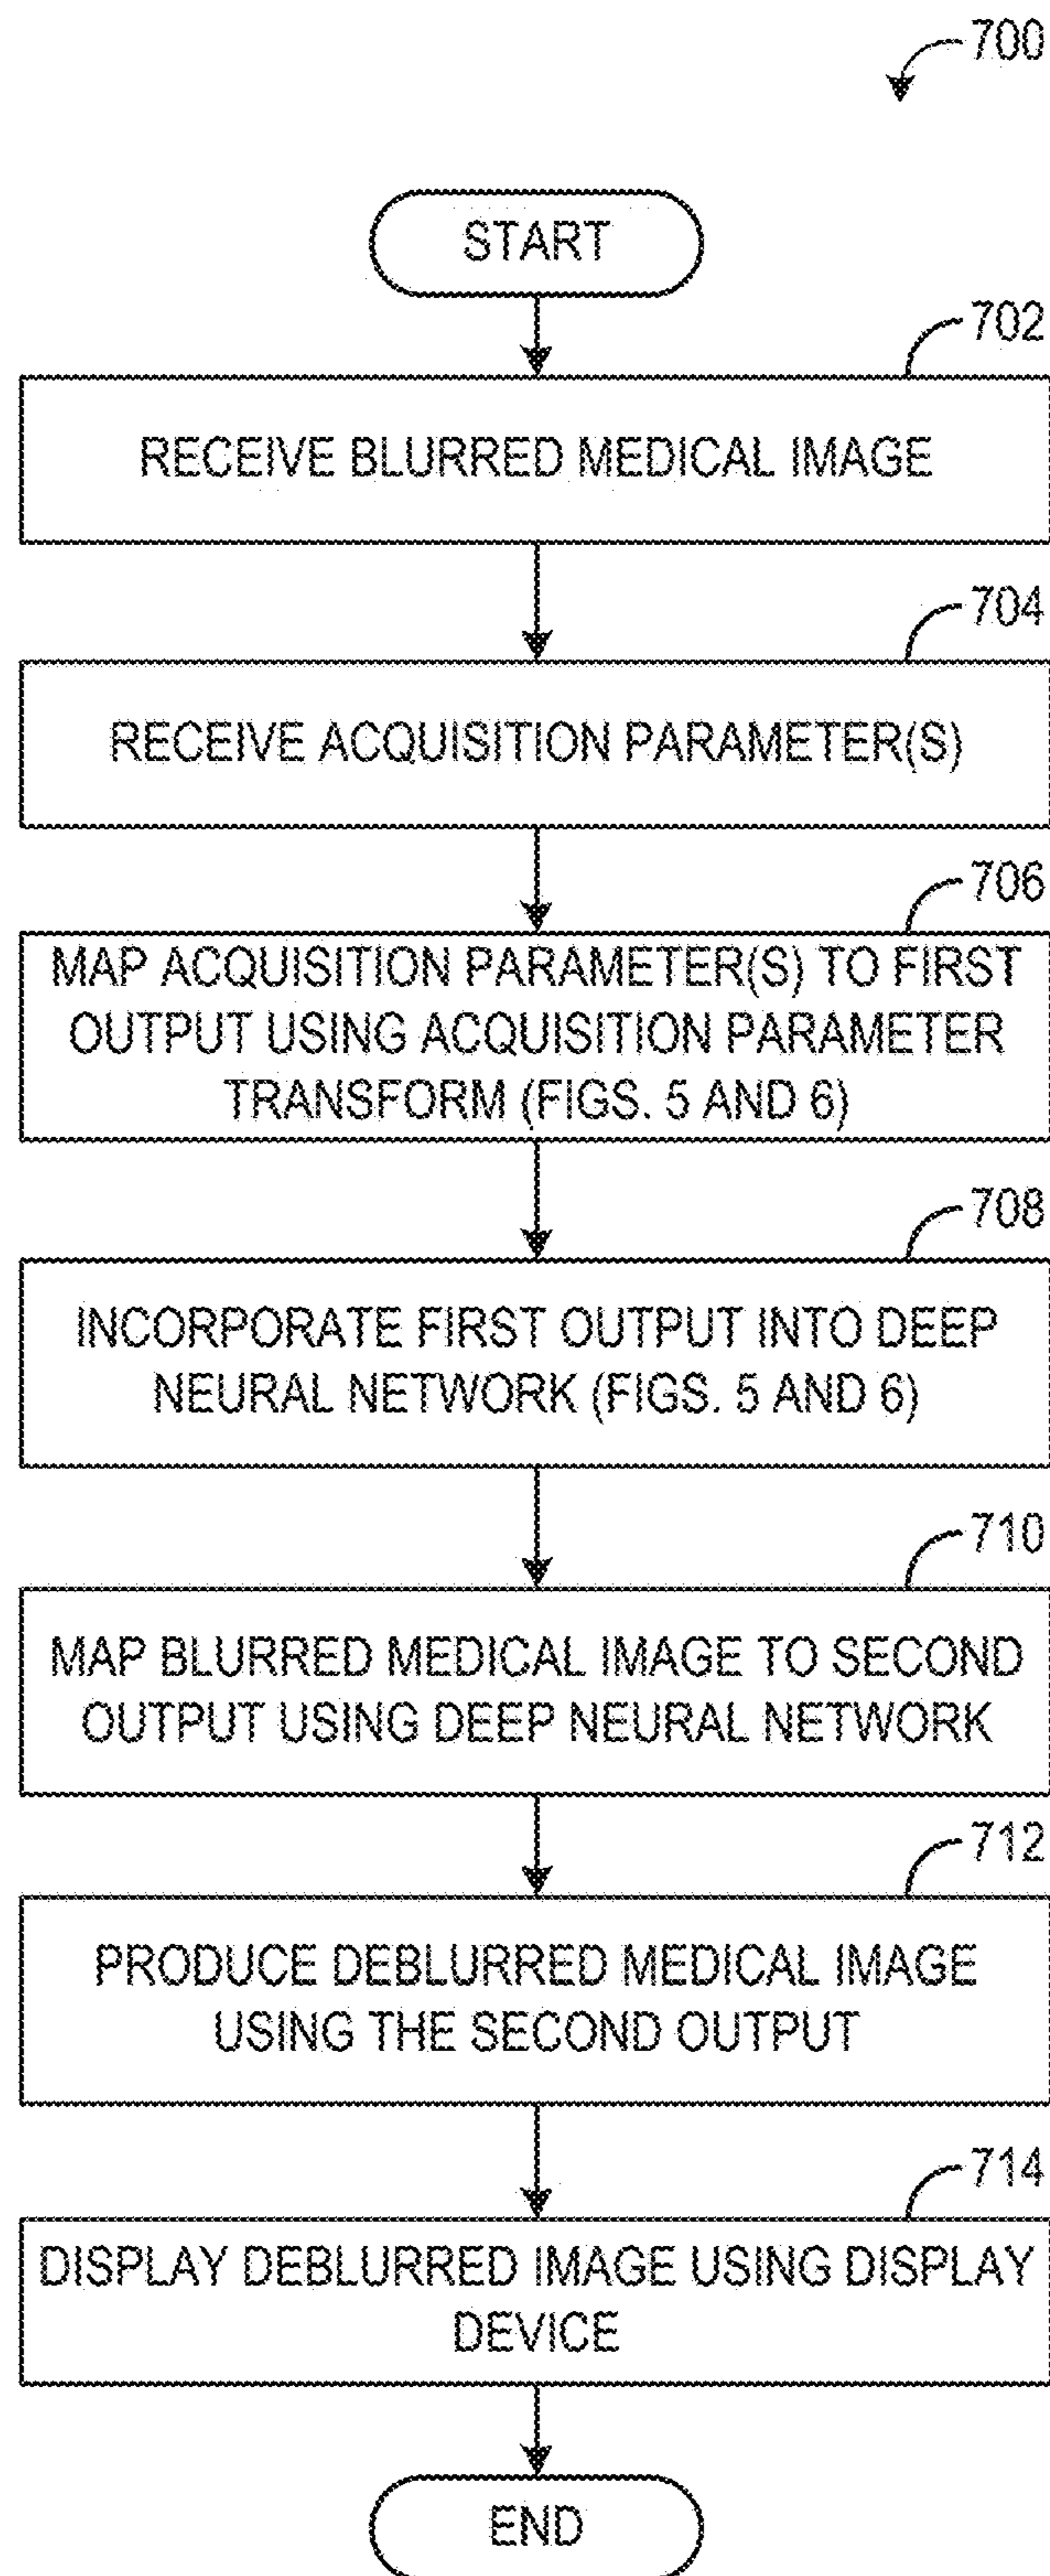 700
START
702
RECEIVE BLURRED MEDICAL IMAGE
704
RECEIVE ACQUISITION PARAMETER(S)
706
MAP ACQUISITION PARAMETER(S) TO FIRST
OUTPUT USING ACQUISITION PARAMETER
TRANSFORM (FIGS. 5 AND 6)
708
INCORPORATE FIRST OUTPUT INTO DEEP
NEURAL NETWORK (FIGS. 5 AND 6)
710
MAP BLURRED MEDICAL IMAGE TO SECOND
OUTPUT USING DEEP NEURAL NETWORK
712
PRODUCE DEBLURRED MEDICAL IMAGE
USING THE SECOND OUTPUT
714
DISPLAY DEBLURRED IMAGE USING DISPLAY
DEVICE
END